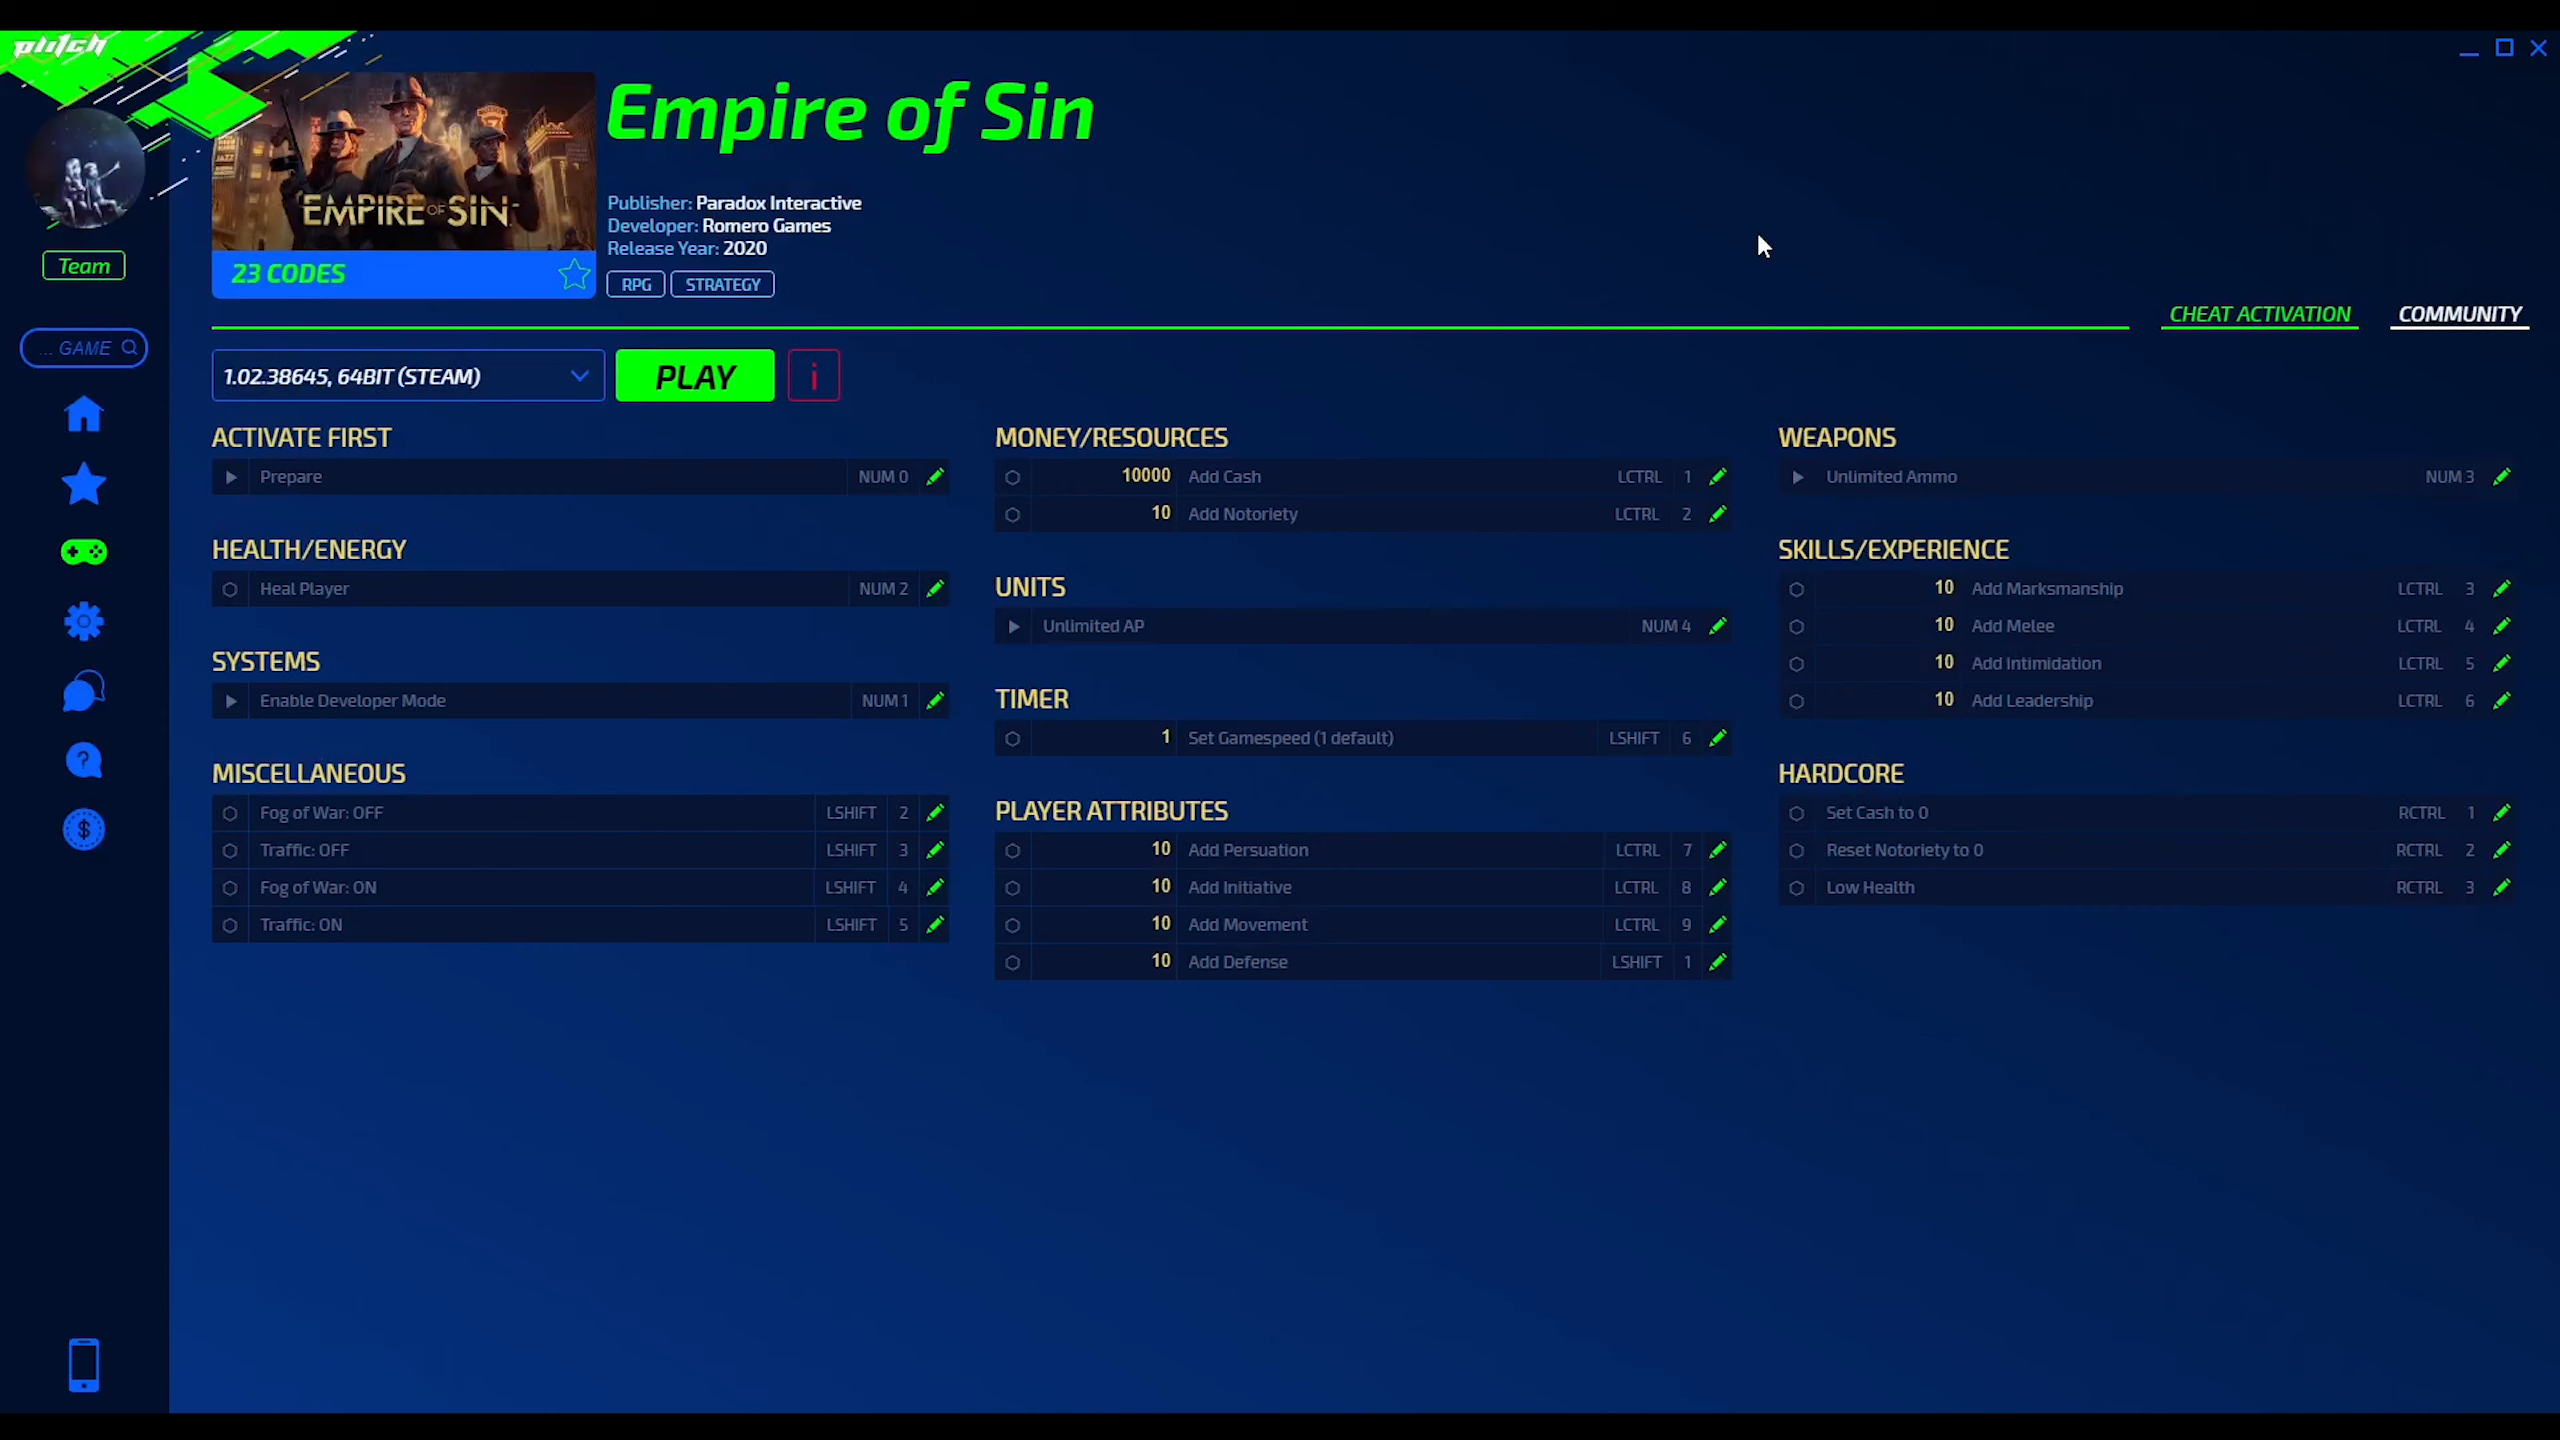 plitch
Team
... GAME
EMPIRE OF SIN
23 CODES
Empire of Sin
Publisher: Paradox Interactive
Developer: Romero Games
Release Year: 2020
RPG
STRATEGY
CHEAT ACTIVATION
COMMUNITY
1.02.38645, 64BIT (STEAM)
PLAY
i
ACTIVATE FIRST
Prepare NUM 0
HEALTH/ENERGY
Heal Player NUM 2
SYSTEMS
Enable Developer Mode NUM 1
MISCELLANEOUS
Fog of War: OFF LSHIFT 2
Traffic: OFF LSHIFT 3
Fog of War: ON LSHIFT 4
Traffic: ON LSHIFT 5
MONEY/RESOURCES
10000 Add Cash LCTRL 1
10 Add Notoriety LCTRL 2
UNITS
Unlimited AP NUM 4
TIMER
1 Set Gamespeed (1 default) LSHIFT 6
PLAYER ATTRIBUTES
10 Add Persuation LCTRL 7
10 Add Initiative LCTRL 8
10 Add Movement LCTRL 9
10 Add Defense LSHIFT 1
WEAPONS
Unlimited Ammo NUM 3
SKILLS/EXPERIENCE
10 Add Marksmanship LCTRL 3
10 Add Melee LCTRL 4
10 Add Intimidation LCTRL 5
10 Add Leadership LCTRL 6
HARDCORE
Set Cash to 0 RCTRL 1
Reset Notoriety to 0 RCTRL 2
Low Health RCTRL 3